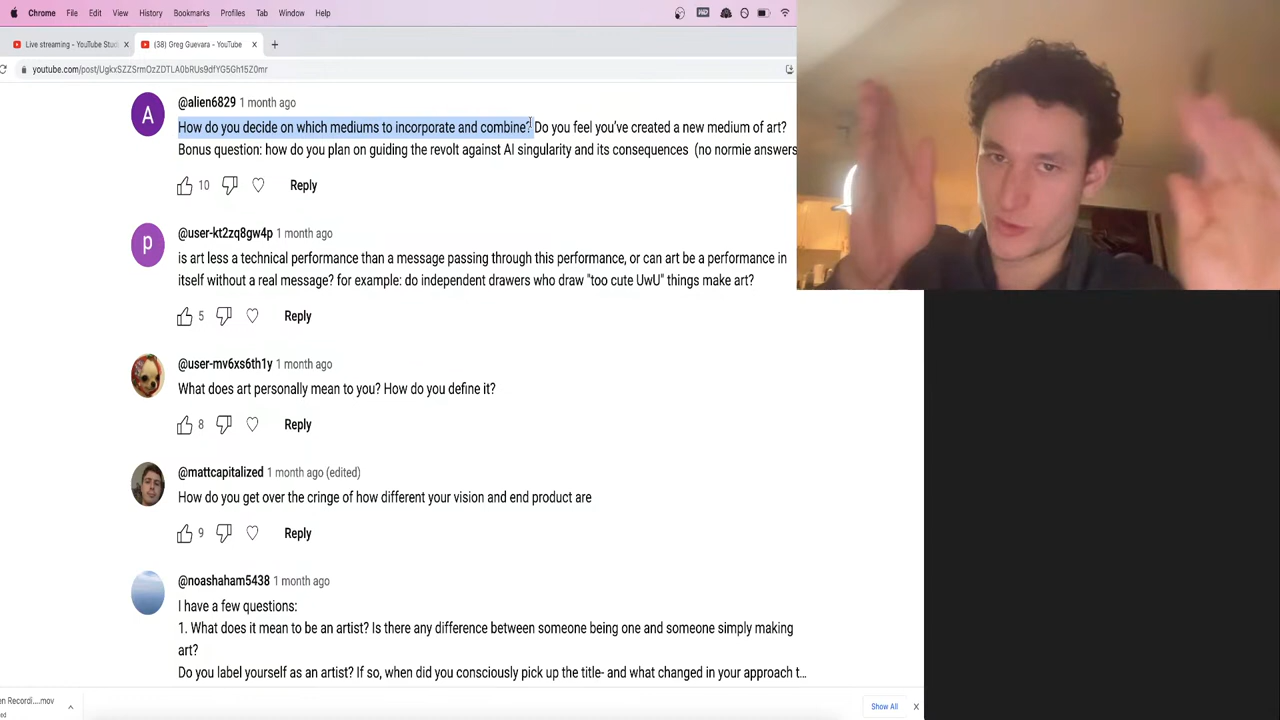 Chrome File Edit View History Bookmarks Profiles Tab Window Help
Live streaming - YouTube Stud × (38) Greg Guevara - YouTube × +
youtube.com/post/UgkxSZZSrmOzZDTLA0bRUs9dfYG5Gh15Z0mr
A @alien6829 1 month ago
How do you decide on which mediums to incorporate and combine? Do you feel you've created a new medium of art?
Bonus question: how do you plan on guiding the revolt against AI singularity and its consequences (no normie answers
10 Reply
p @user-kt2zq8gw4p 1 month ago
is art less a technical performance than a message passing through this performance, or can art be a performance in
itself without a real message? for example: do independent drawers who draw "too cute UwU" things make art?
5 Reply
@user-mv6xs6th1y 1 month ago
What does art personally mean to you? How do you define it?
8 Reply
@mattcapitalized 1 month ago (edited)
How do you get over the cringe of how different your vision and end product are
9 Reply
@noashaham5438 1 month ago
I have a few questions:
1. What does it mean to be an artist? Is there any difference between someone being one and someone simply making
art?
Do you label yourself as an artist? If so, when did you consciously pick up the title- and what changed in your approach t...
en Recordi....mov
Show All ×